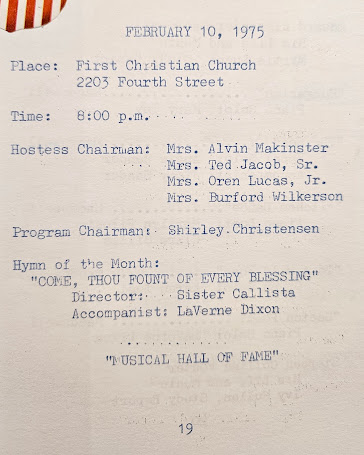 FEBRUARY 10, 1975
Place: First Christian Church
2203 Fourth Street
Time: 8:00 p.m.
Hostess Chairman: Mrs. Alvin Makinster
Mrs. Ted Jacob, Sr.
Mrs. Oren Lucas, Jr.
Mrs. Burford Wilkerson
Program Chairman: Shirley Christensen
Hymn of the Month:
"COME, THOU FOUNT OF EVERY BLESSING"
Director: Sister Callista
Accompanist: LaVerne Dixon
..............
"MUSICAL HALL OF FAME"
19